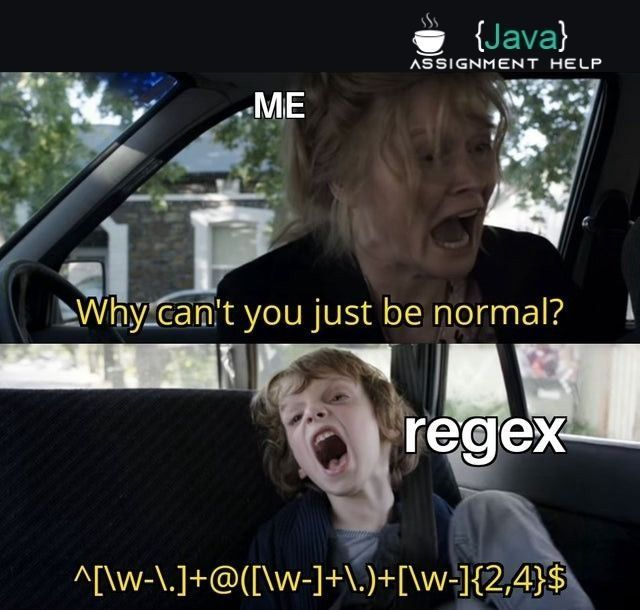 {Java}
ASSIGNMENT HELP
ME
Why can't you just be normal?
regex
^[\w-\.]+@([\w-]+\.)+[\w-]{2,4}$